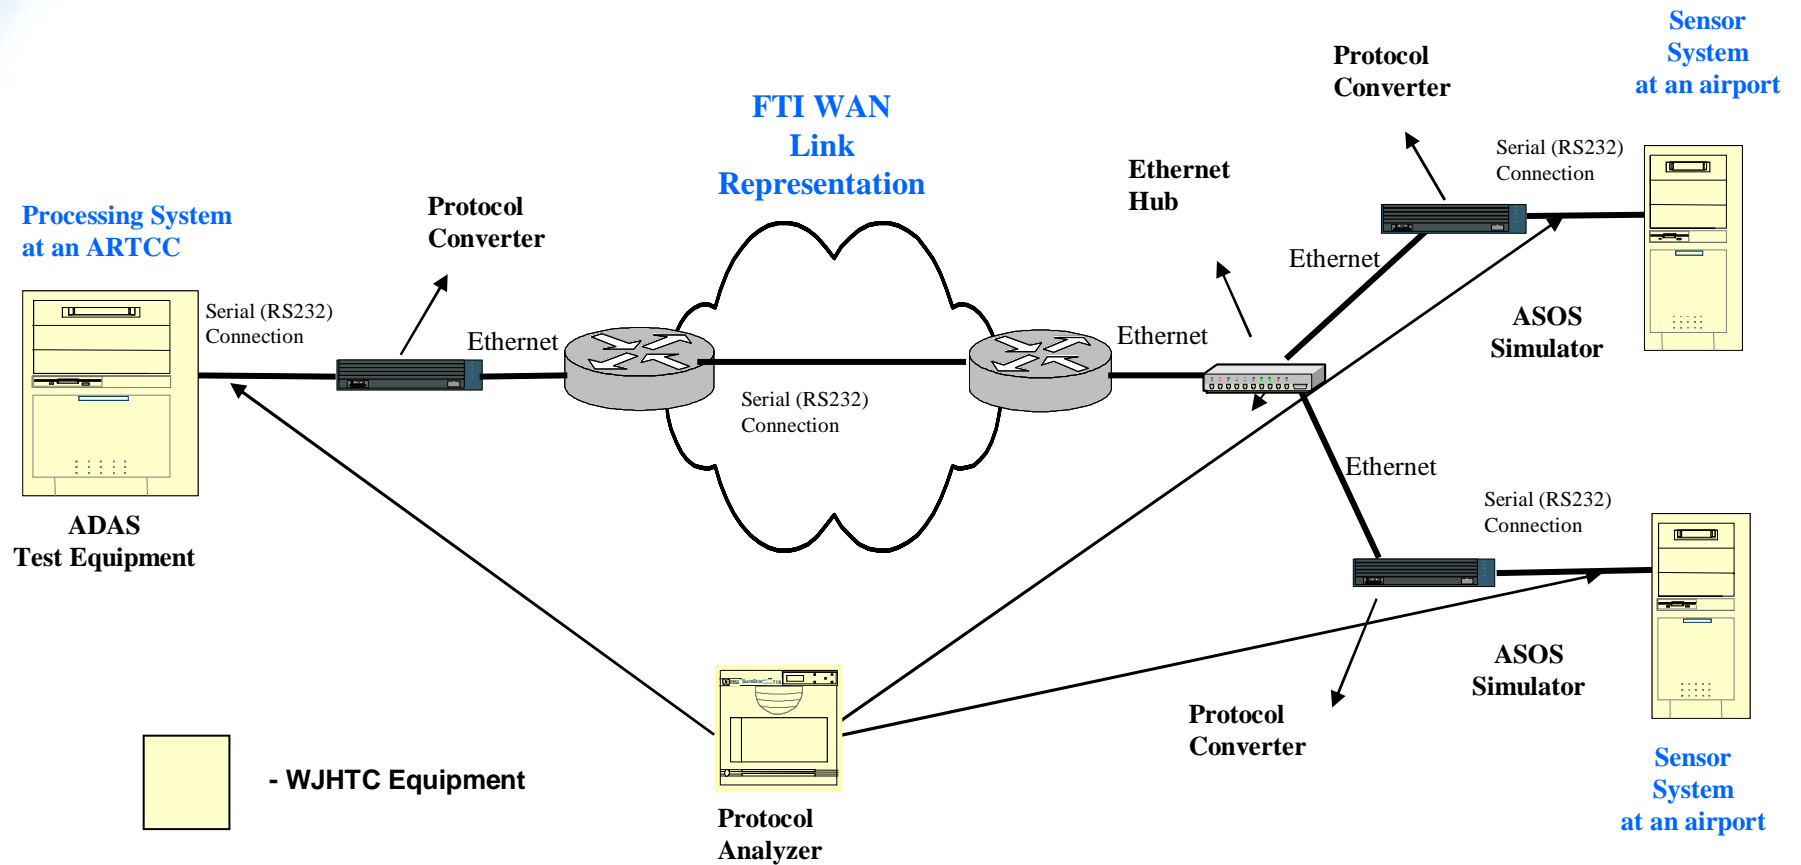 Sensor
System
at an airport
Protocol
Converter
FTI WAN
Link
Representation
Serial (RS232)
Connection
Ethernet
Hub
Processing System
at an ARTCC
Protocol
Converter
Ethernet
Serial (RS232)
Connection
Ethernet
Ethernet
ASOS
Simulator
Serial (RS232)
Connection
Ethernet
Serial (RS232)
Connection
ADAS
Test Equipment
ASOS
Simulator
Protocol
Converter
- WJHTC Equipment
Protocol
Analyzer
Sensor
System
at an airport